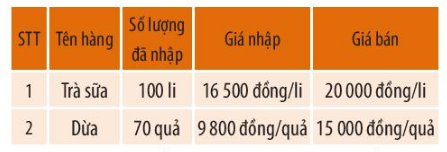 STT Tên hàng Số lượng đã nhập Giá nhập Giá bán
1 Trà sữa 100 li 16 500 đồng/li 20 000 đồng/li
2 Dừa 70 quả 9 800 đồng/quả 15 000 đồng/quả